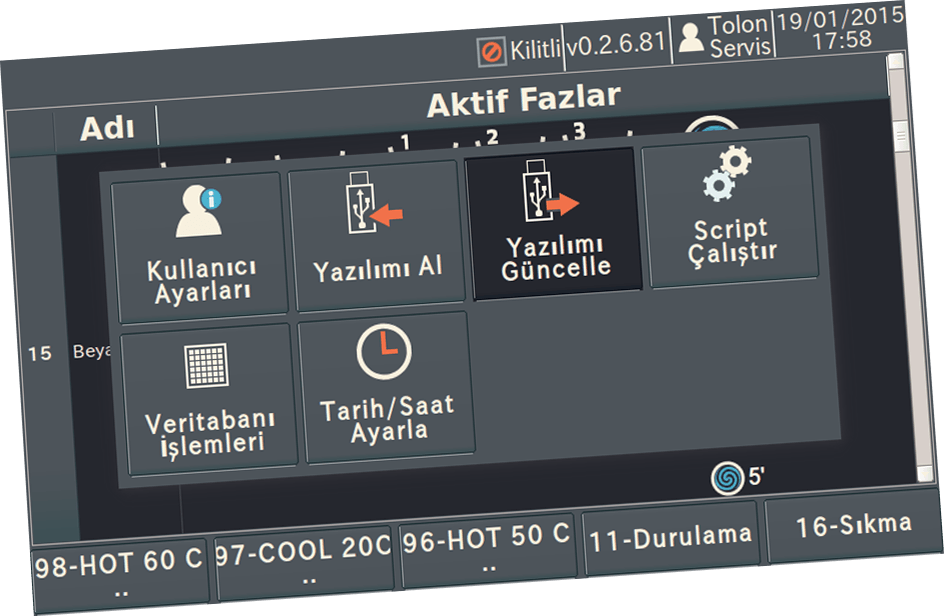 Kilitli
v0.2.6.81
Tolon
Servis
19/01/2015
17:58
Adı
Aktif Fazlar
1
2
3
Kullanıcı
Ayarları
Yazılımı Al
Yazılımı
Güncelle
Script
Çalıştır
15
Veritabanı
İşlemleri
Tarih/Saat
Ayarla
5'
98-HOT 60 C
..
97-COOL 20C
..
96-HOT 50 C
..
11-Durulama
16-Sıkma